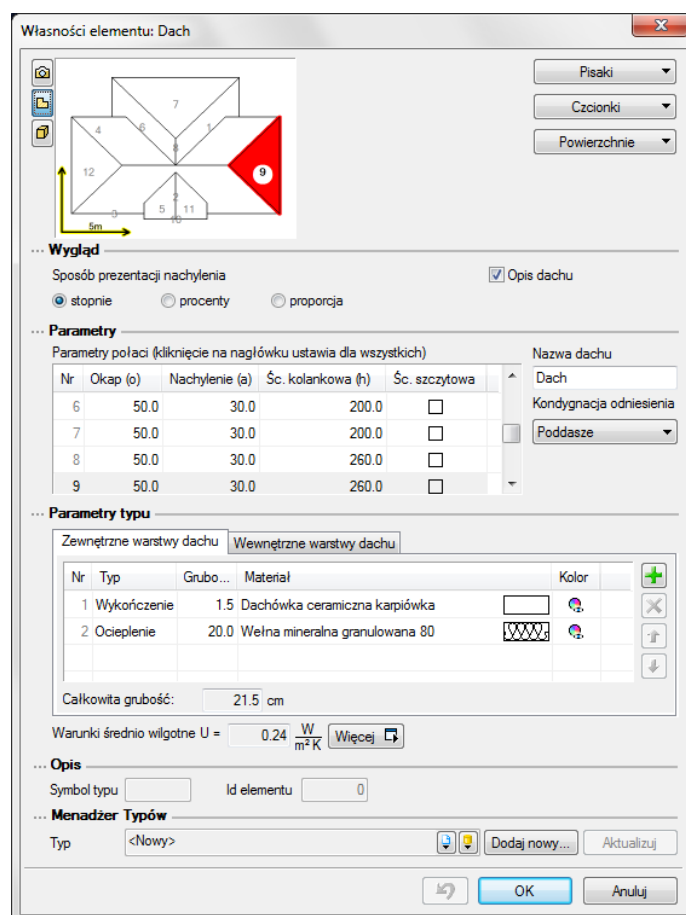 Własności elementu: Dach
Pisaki
Czcionki
Powierzchnie
7
4
6
1
8
12
9
2
5
11
3
10
5m
Wygląd
Sposób prezentacji nachylenia
Opis dachu
stopnie procenty proporcja
Parametry
Parametry połaci (kliknięcie na nagłówku ustawia dla wszystkich)
Nazwa dachu
Nr Okap (o) Nachylenie (a) Śc. kolankowa (h) Śc. szczytowa
Dach
6 50.0 30.0 200.0
Kondygnacja odniesienia
7 50.0 30.0 200.0
Poddasze
8 50.0 30.0 260.0
9 50.0 30.0 260.0
Parametry typu
Zewnętrzne warstwy dachu Wewnętrzne warstwy dachu
Nr Typ Grubo... Materiał Kolor
1 Wykończenie 1.5 Dachówka ceramiczna karpiówka
2 Ocieplenie 20.0 Wełna mineralna granulowana 80
Całkowita grubość: 21.5 cm
Warunki średnio wilgotne U = 0.24 W/m² K Więcej
Opis
Symbol typu Id elementu 0
Menadżer Typów
Typ <Nowy> Dodaj nowy... Aktualizuj
OK Anuluj